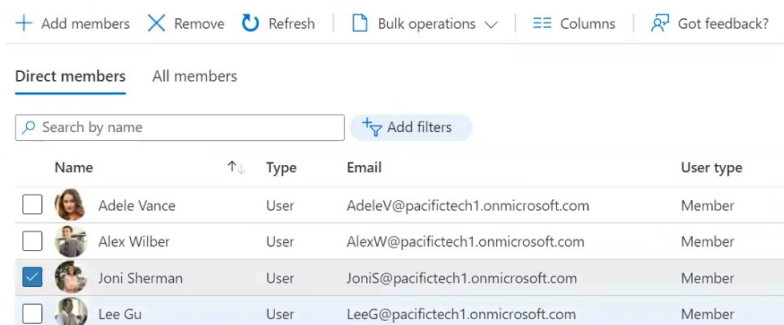 Add members Remove Refresh Bulk operations Columns Got feedback?
Direct members All members
Search by name Add filters
Name Type Email User type
Adele Vance User AdeleV@pacifictech1.onmicrosoft.com Member
Alex Wilber User AlexW@pacifictech1.onmicrosoft.com Member
Joni Sherman User JoniS@pacifictech1.onmicrosoft.com Member
Lee Gu User LeeG@pacifictech1.onmicrosoft.com Member